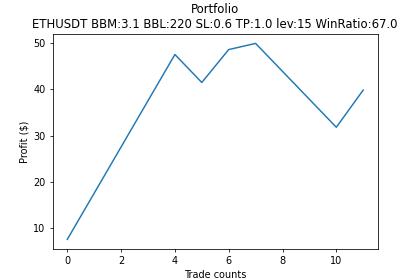 Portfolio
ETHUSDT BBM:3.1 BBL:220 SL:0.6 TP:1.0 lev:15 WinRatio:67.0
50
40
30
20
10
Profit ($)
0 2 4 6 8 10
Trade counts